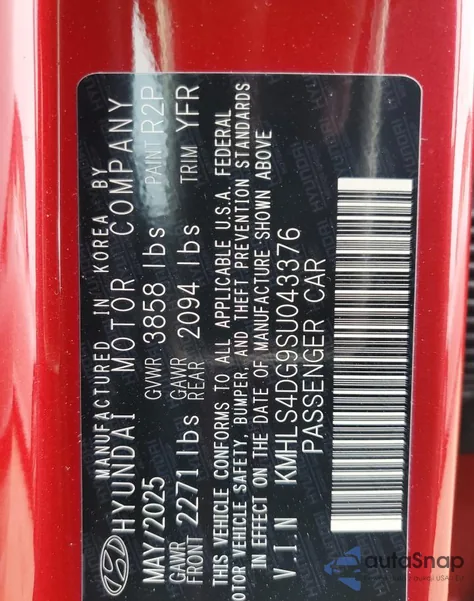 MANUFACTURED IN KOREA BY
HYUNDAI MOTOR COMPANY
MAY/2025 GVWR 3858 lbs PAINT R2P
GAWR FRONT 2271 lbs GAWR REAR 2094 lbs TRIM YFR
THIS VEHICLE CONFORMS TO ALL APPLICABLE U.S.A. FEDERAL
OTOR VEHICLE SAFETY, BUMPER, AND THEFT PREVENTION STANDARDS
IN EFFECT ON THE DATE OF MANUFACTURE SHOWN ABOVE
V.I.N KMHLS4DG9SU043376
PASSENGER CAR
autaSnap